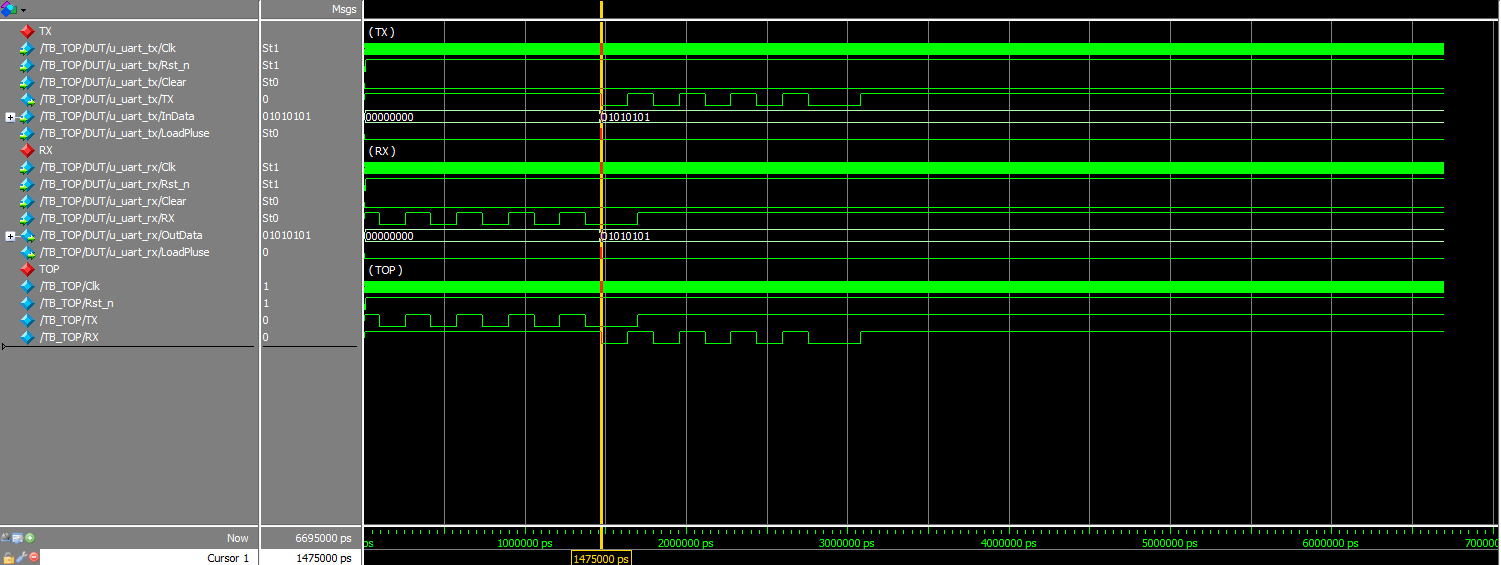 Msgs
TX (TX)
/TB_TOP/DUT/u_uart_tx/Clk St1
/TB_TOP/DUT/u_uart_tx/Rst_n St1
/TB_TOP/DUT/u_uart_tx/Clear St0
/TB_TOP/DUT/u_uart_tx/TX 0
/TB_TOP/DUT/u_uart_tx/InData 01010101 00000000 01010101
/TB_TOP/DUT/u_uart_tx/LoadPluse St0
RX (RX)
/TB_TOP/DUT/u_uart_rx/Clk St1
/TB_TOP/DUT/u_uart_rx/Rst_n St1
/TB_TOP/DUT/u_uart_rx/Clear St0
/TB_TOP/DUT/u_uart_rx/RX St0
/TB_TOP/DUT/u_uart_rx/OutData 01010101 00000000 01010101
/TB_TOP/DUT/u_uart_rx/LoadPluse 0
TOP (TOP)
/TB_TOP/Clk 1
/TB_TOP/Rst_n 1
/TB_TOP/TX 0
/TB_TOP/RX 0
Now 6695000 ps ps 1000000 ps 2000000 ps 3000000 ps 4000000 ps 5000000 ps 6000000 ps 700000
Cursor 1 1475000 ps 1475000 ps